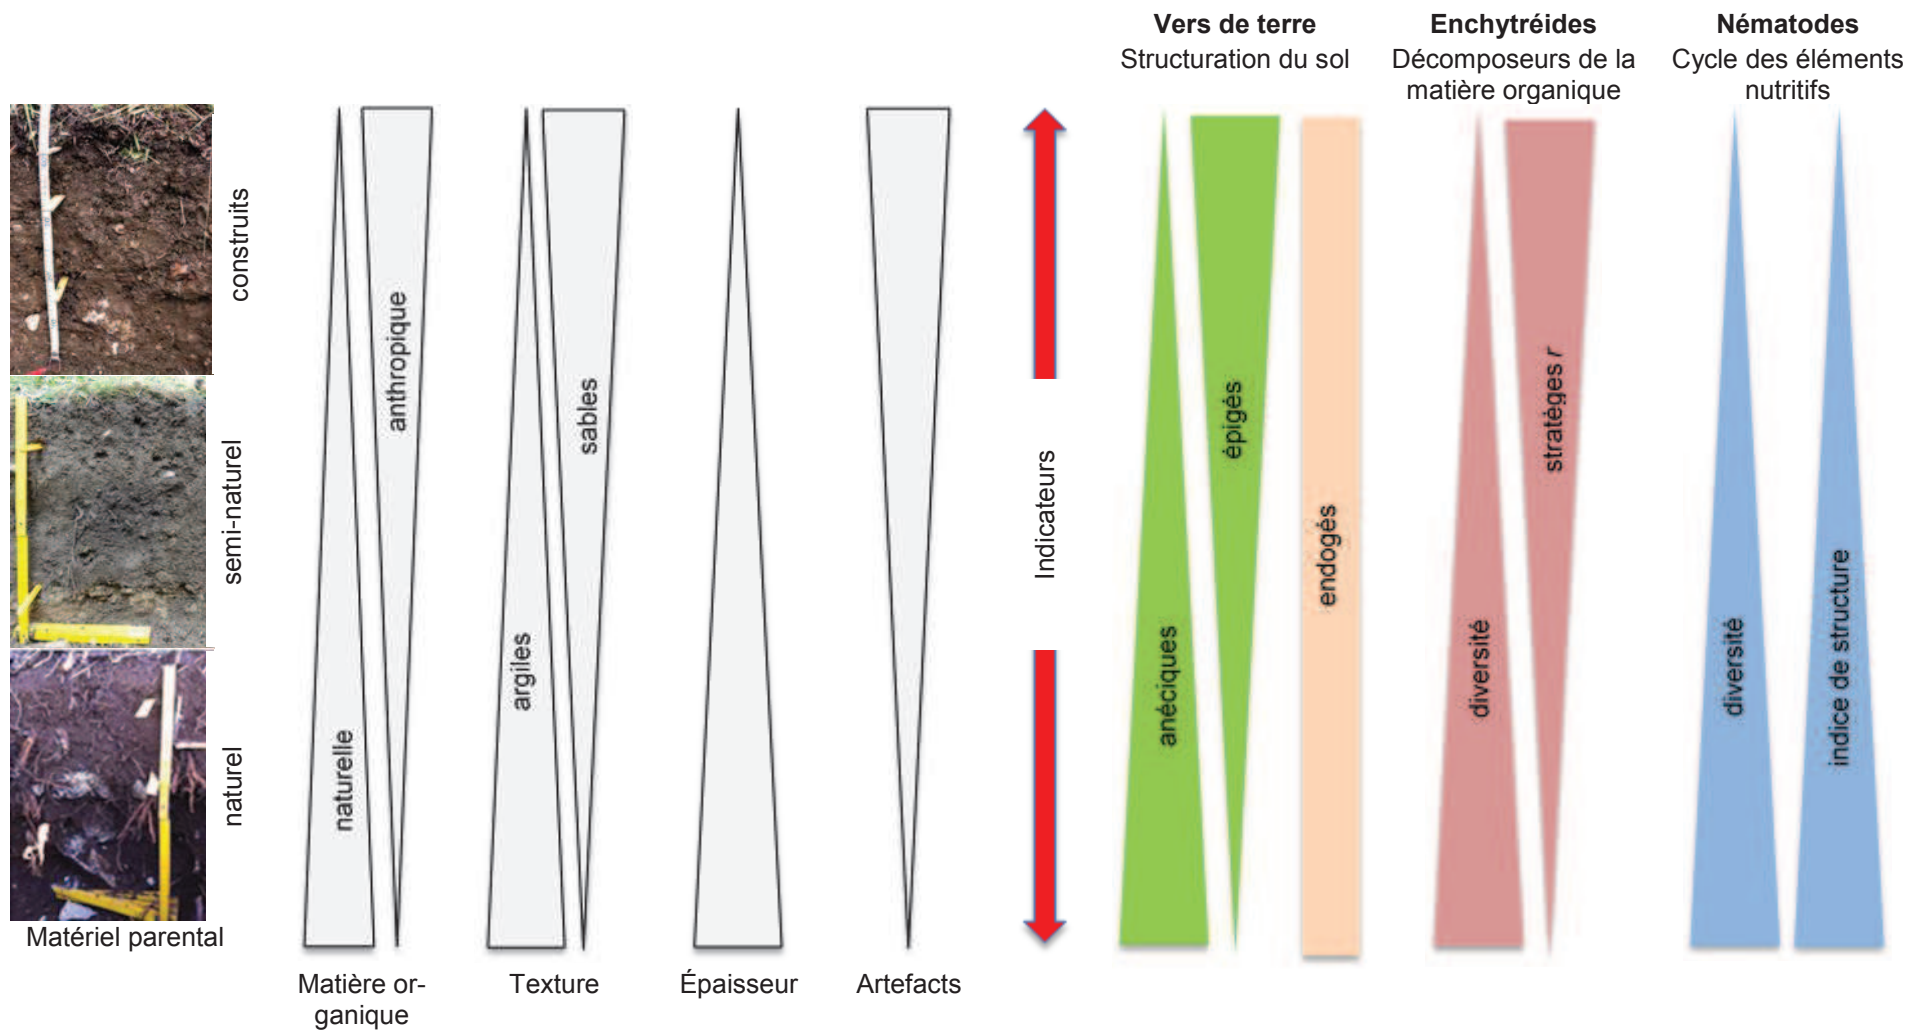 Vers de terre
Structuration du sol
Enchytréides
Décomposeurs de la
matière organique
Nématodes
Cycle des éléments
nutritifs
construits
semi-naturel
naturel
Matériel parental
naturelle
anthropique
Matière or-
ganique
argiles
sables
Texture
Épaisseur
Artefacts
Indicateurs
anéciques
épigés
endogés
diversité
stratèges r
diversité
indice de structure